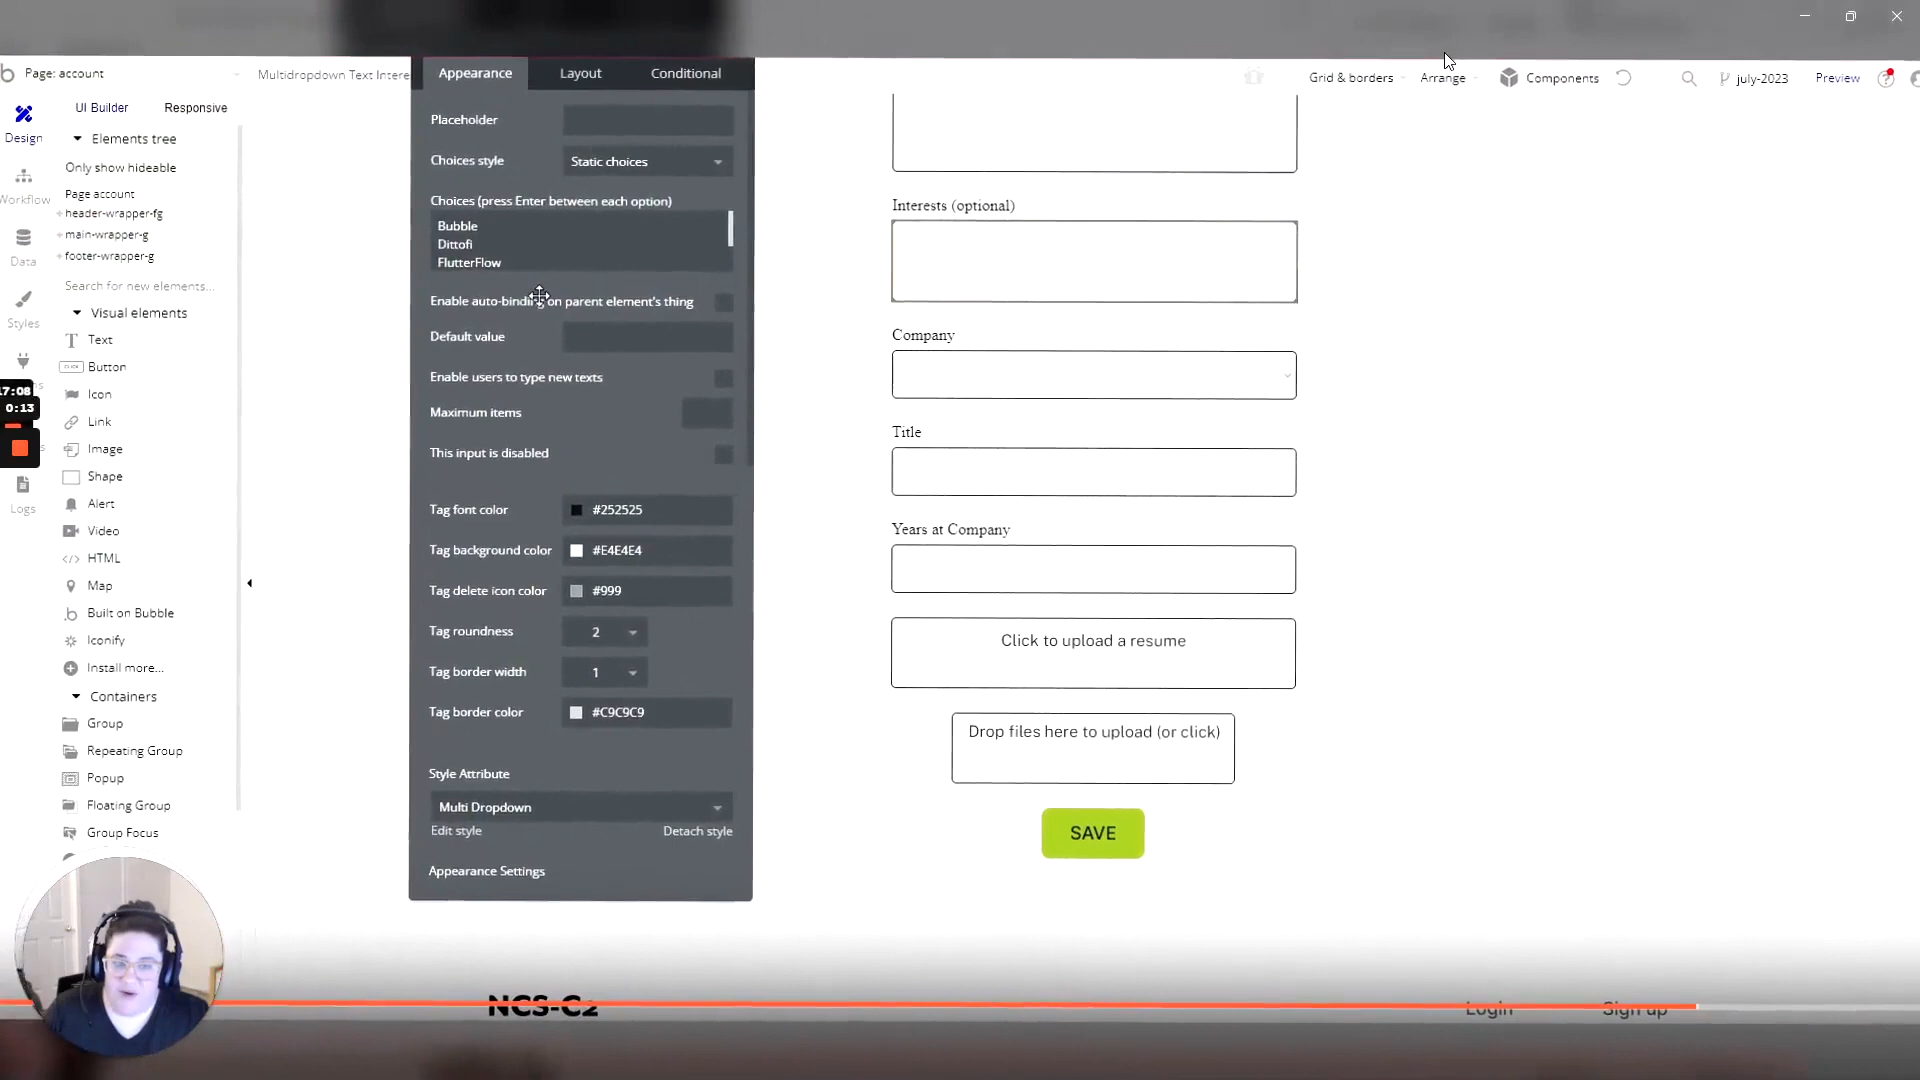 Page: account
Multidropdown Text Intere
Appearance
Layout
Conditional
Grid & borders
Arrange
Components
july-2023
Preview
UI Builder
Responsive
Design
Workflow
Data
Styles
Logs
17:08
0:13
Elements tree
Only show hideable
Page account
header-wrapper-fg
main-wrapper-g
footer-wrapper-g
Search for new elements...
Visual elements
Text
CLICK
Button
Icon
Link
Image
Shape
Alert
Video
HTML
Map
Built on Bubble
Iconify
Install more...
Containers
Group
Repeating Group
Popup
Floating Group
Group Focus
Placeholder
Choices style
Static choices
Choices (press Enter between each option)
Bubble
Dittofi
FlutterFlow
Enable auto-binding on parent element's thing
Default value
Enable users to type new texts
Maximum items
This input is disabled
Tag font color
#252525
Tag background color
#E4E4E4
Tag delete icon color
#999
Tag roundness
2
Tag border width
1
Tag border color
#C9C9C9
Style Attribute
Multi Dropdown
Edit style
Detach style
Appearance Settings
Interests (optional)
Company
Title
Years at Company
Click to upload a resume
Drop files here to upload (or click)
SAVE
NCS-C2
Login
Sign up